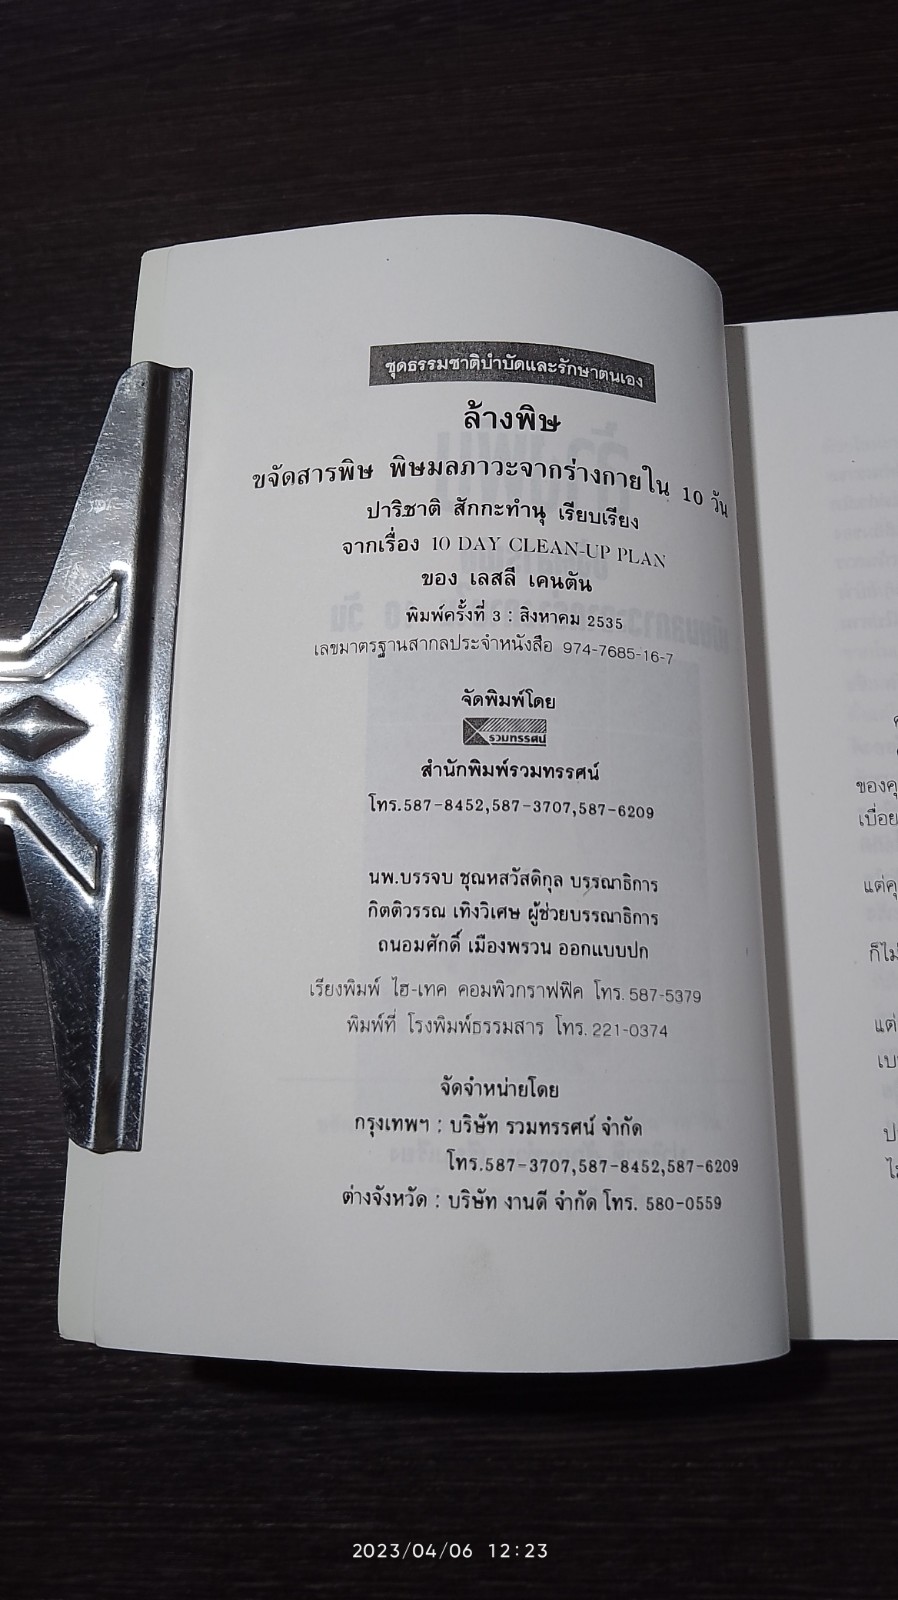 ชุดธรรมชาติบำบัดและรักษาตนเอง
ล้างพิษ
ขจัดสารพิษ พิษมลภาวะจากร่างกายใน 10 วัน
ปาริชาติ สักกะทำนุ เรียบเรียง
จากเรื่อง 10 DAY CLEAN-UP PLAN
ของ เลสลี เคนตัน
พิมพ์ครั้งที่ 3 : สิงหาคม 2535
เลขมาตรฐานสากลประจำหนังสือ 974-7685-16-7
จัดพิมพ์โดย
รวมทรรศน์
สำนักพิมพ์รวมทรรศน์
โทร.587-8452,587-3707,587-6209
นพ.บรรจบ ชุณหสวัสดิกุล บรรณาธิการ
กิตติวรรณ เทิงวิเศษ ผู้ช่วยบรรณาธิการ
ถนอมศักดิ์ เมืองพรวน ออกแบบปก
เรียงพิมพ์ ไฮ-เทค คอมพิวกราฟฟิค โทร. 587-5379
พิมพ์ที่ โรงพิมพ์ธรรมสาร โทร. 221-0374
จัดจำหน่ายโดย
กรุงเทพฯ : บริษัท รวมทรรศน์ จำกัด
โทร.587-3707,587-8452,587-6209
ต่างจังหวัด : บริษัท งานดี จำกัด โทร. 580-0559
ของคุ
เบื่อย
แต่คุ
ก็ไม่
แต่
เบ
ป
ไ
2023/04/06 12:23